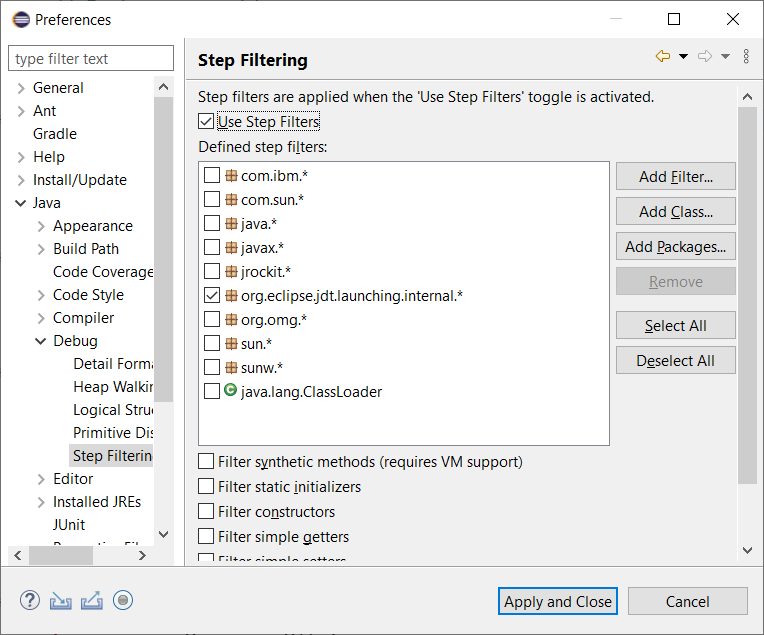 Preferences
type filter text
General
Ant
Gradle
Help
Install/Update
Java
Appearance
Build Path
Code Coverage
Code Style
Compiler
Debug
Detail Forma
Heap Walkin
Logical Struc
Primitive Dis
Step Filterin
Editor
Installed JREs
JUnit
Step Filtering
Step filters are applied when the 'Use Step Filters' toggle is activated.
Use Step Filters
Defined step filters:
com.ibm.*
com.sun.*
java.*
javax.*
jrockit.*
org.eclipse.jdt.launching.internal.*
org.omg.*
sun.*
sunw.*
java.lang.ClassLoader
Add Filter...
Add Class...
Add Packages...
Remove
Select All
Deselect All
Filter synthetic methods (requires VM support)
Filter static initializers
Filter constructors
Filter simple getters
Filter simple setters
Apply and Close
Cancel